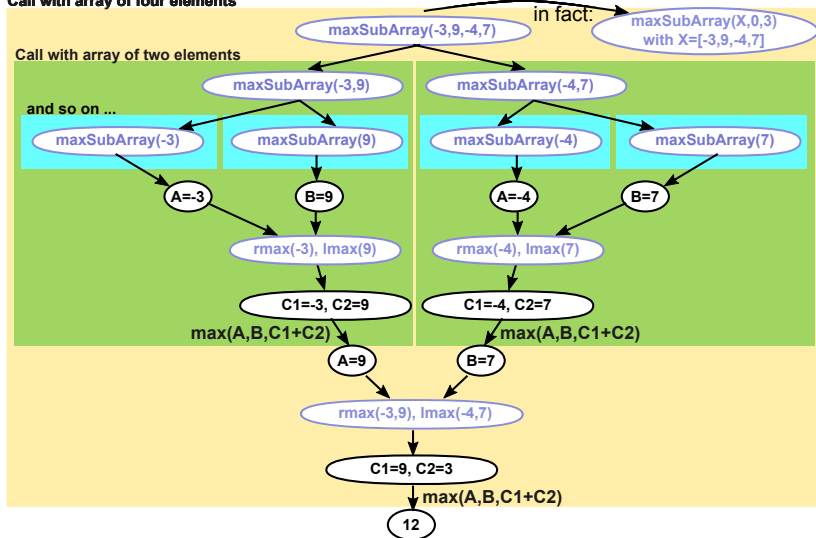 Call with array of four elements
in fact:
maxSubArray(X,0,3)
with X=[-3,9,-4,7]
maxSubArray(-3,9,-4,7)
Call with array of two elements
maxSubArray(-3,9)
maxSubArray(-4,7)
and so on ...
maxSubArray(-3)
maxSubArray(9)
maxSubArray(-4)
maxSubArray(7)
A=-3
B=9
A=-4
B=7
rmax(-3), lmax(9)
rmax(-4), lmax(7)
C1=-3, C2=9
C1=-4, C2=7
max(A,B,C1+C2)
max(A,B,C1+C2)
A=9
B=7
rmax(-3,9), lmax(-4,7)
C1=9, C2=3
max(A,B,C1+C2)
12